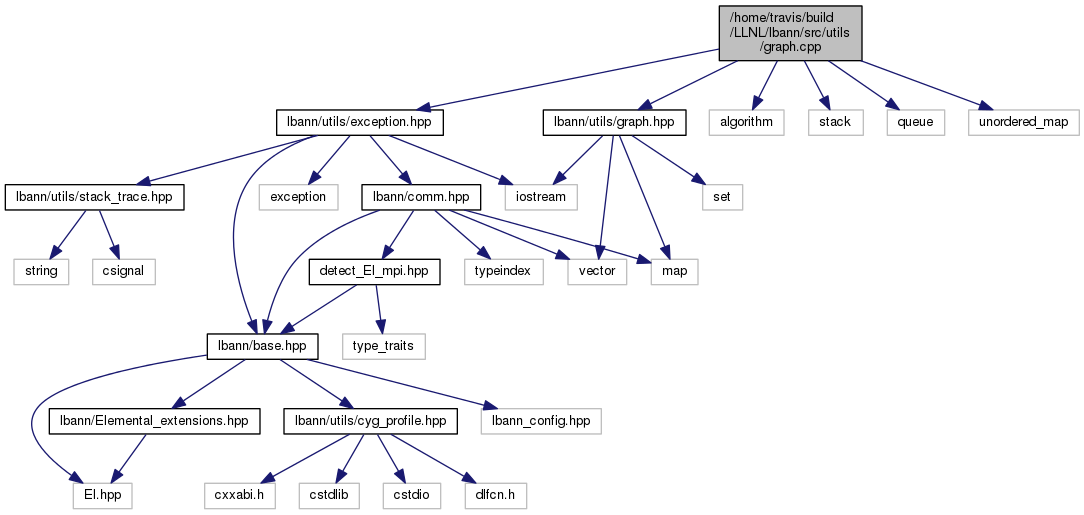 /home/travis/build
/LLNL/lbann/src/utils
/graph.cpp
lbann/utils/exception.hpp
lbann/utils/graph.hpp
algorithm
stack
queue
unordered_map
lbann/utils/stack_trace.hpp
exception
lbann/comm.hpp
iostream
set
string
csignal
detect_El_mpi.hpp
typeindex
vector
map
lbann/base.hpp
type_traits
lbann/Elemental_extensions.hpp
lbann/utils/cyg_profile.hpp
lbann_config.hpp
El.hpp
cxxabi.h
cstdlib
cstdio
dlfcn.h